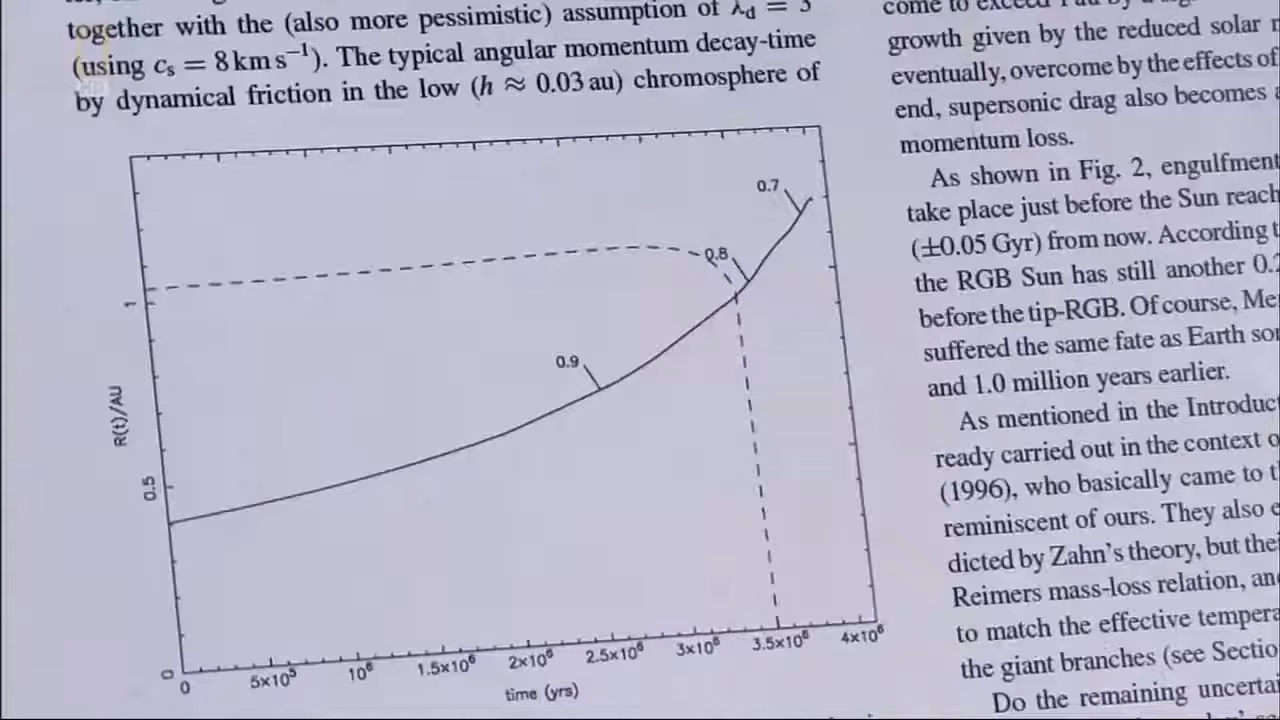 together with the (also more pessimistic) assumption of λd = 3
(using cs = 8 km s−1). The typical angular momentum decay-time
by dynamical friction in the low (h ≈ 0.03 au) chromosphere of
0.7
0.8
0.9
1
0.5
0
R(t)/AU
0
5×10⁵
10⁶
1.5×10⁶
2×10⁶
2.5×10⁶
3×10⁶
3.5×10⁶
4×10⁶
time (yrs)
come to exceed
growth given by the reduced solar
eventually, overcome by the effects of
end, supersonic drag also becomes
momentum loss.
As shown in Fig. 2, engulfment
take place just before the Sun reach
(±0.05 Gyr) from now. According
the RGB Sun has still another 0.2
before the tip-RGB. Of course, Me
suffered the same fate as Earth so
and 1.0 million years earlier.
As mentioned in the Introduc
ready carried out in the context
(1996), who basically came to
reminiscent of ours. They also
dicted by Zahn's theory, but the
Reimers mass-loss relation, an
to match the effective tempera
the giant branches (see Sectio
Do the remaining uncertai